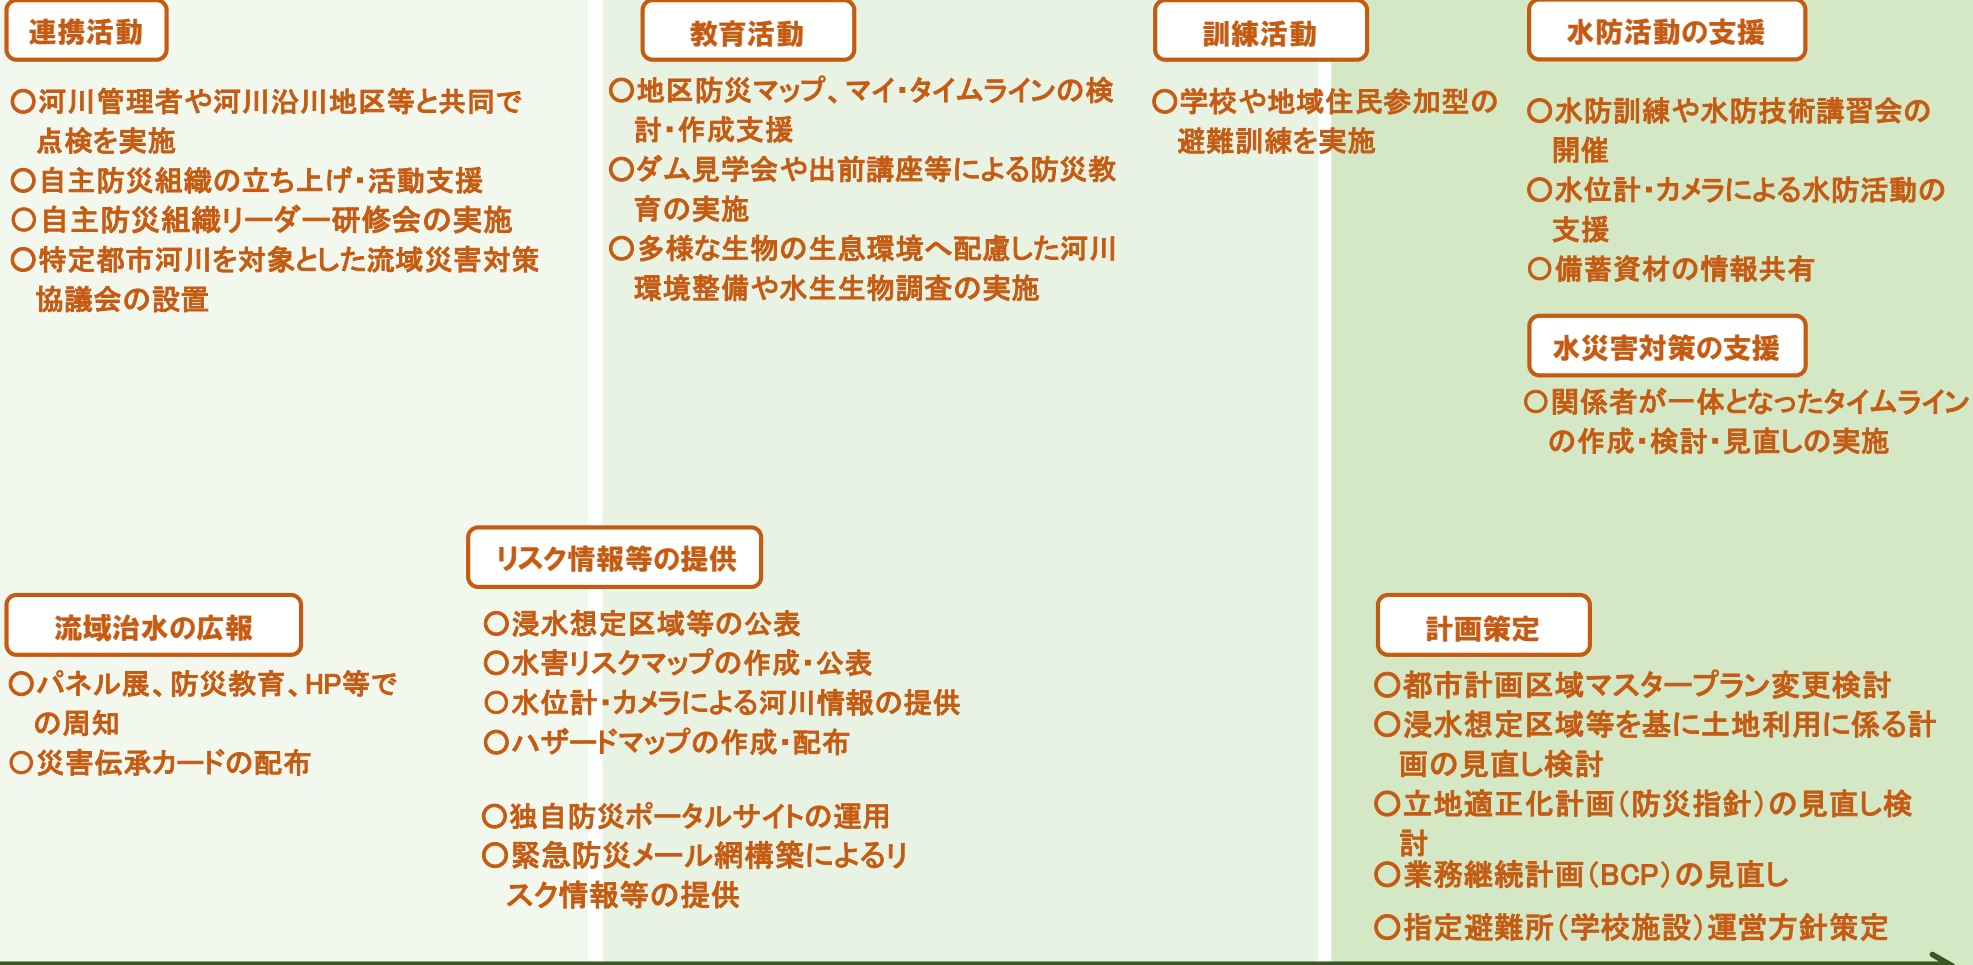 連携活動
○河川管理者や河川沿川地区等と共同で
点検を実施
○自主防災組織の立ち上げ・活動支援
○自主防災組織リーダー研修会の実施
○特定都市河川を対象とした流域災害対策
協議会の設置
教育活動
○地区防災マップ、マイ・タイムラインの検
討・作成支援
○ダム見学会や出前講座等による防災教
育の実施
○多様な生物の生息環境へ配慮した河川
環境整備や水生生物調査の実施
訓練活動
○学校や地域住民参加型の
避難訓練を実施
水防活動の支援
○水防訓練や水防技術講習会の
開催
○水位計・カメラによる水防活動の
支援
○備蓄資材の情報共有
水災害対策の支援
○関係者が一体となったタイムライン
の作成・検討・見直しの実施
流域治水の広報
○パネル展、防災教育、HP等で
の周知
○災害伝承カードの配布
リスク情報等の提供
○浸水想定区域等の公表
○水害リスクマップの作成・公表
○水位計・カメラによる河川情報の提供
○ハザードマップの作成・配布
○独自防災ポータルサイトの運用
○緊急防災メール網構築によるリ
スク情報等の提供
計画策定
○都市計画区域マスタープラン変更検討
○浸水想定区域等を基に土地利用に係る計
画の見直し検討
○立地適正化計画（防災指針）の見直し検
討
○業務継続計画（BCP）の見直し
○指定避難所（学校施設）運営方針策定